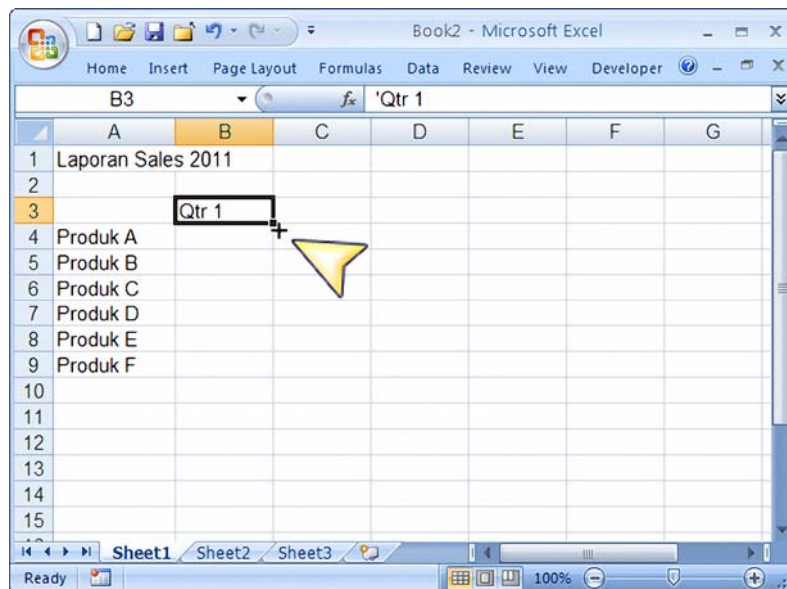 Book2 - Microsoft Excel
Home Insert Page Layout Formulas Data Review View Developer
B3 fx 'Qtr 1
A B C D E F G
1 Laporan Sales 2011
2
3 Qtr 1
4 Produk A
5 Produk B
6 Produk C
7 Produk D
8 Produk E
9 Produk F
10
11
12
13
14
15
Sheet1 Sheet2 Sheet3
Ready 100%